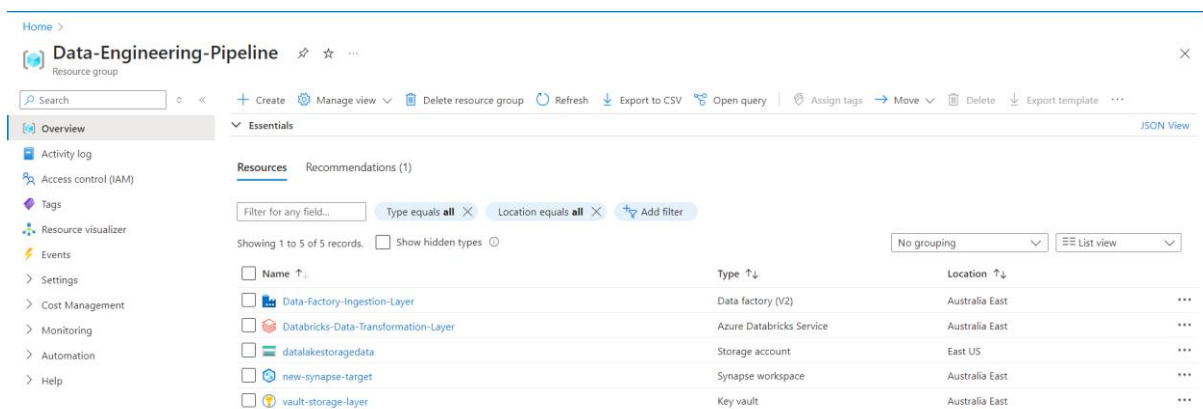 Home >
Data-Engineering-Pipeline ...
Resource group
Search
+ Create Manage view Delete resource group Refresh Export to CSV Open query Assign tags Move Delete Export template ...
Overview
Essentials JSON View
Activity log
Access control (IAM)
Resources Recommendations (1)
Tags
Resource visualizer
Filter for any field... Type equals all Location equals all Add filter
Events
Showing 1 to 5 of 5 records. Show hidden types No grouping List view
Settings
Name Type Location
Cost Management
Data-Factory-Ingestion-Layer Data factory (V2) Australia East ...
Monitoring
Databricks-Data-Transformation-Layer Azure Databricks Service Australia East ...
Automation
datalakestoragedata Storage account East US ...
Help
new-synapse-target Synapse workspace Australia East ...
vault-storage-layer Key vault Australia East ...